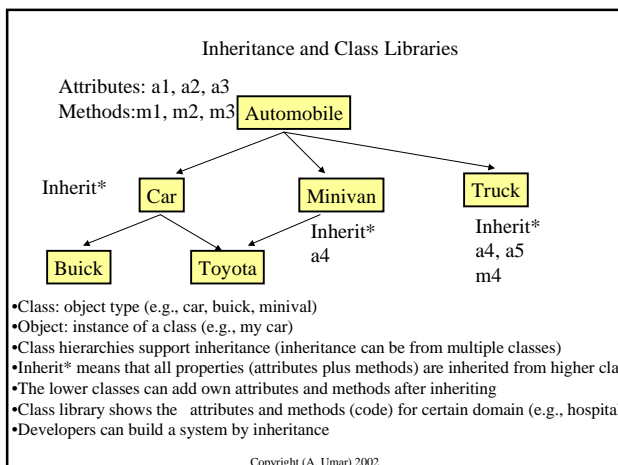 Inheritance and Class Libraries
Attributes: a1, a2, a3
Methods:m1, m2, m3
Automobile
Inherit*
Car
Minivan
Truck
Inherit*
a4
Inherit*
a4, a5
m4
Buick
Toyota
•Class: object type (e.g., car, buick, minival)
•Object: instance of a class (e.g., my car)
•Class hierarchies support inheritance (inheritance can be from multiple classes)
•Inherit* means that all properties (attributes plus methods) are inherited from higher cla
•The lower classes can add own attributes and methods after inheriting
•Class library shows the attributes and methods (code) for certain domain (e.g., hospital
•Developers can build a system by inheritance
Copyright (A. Umar) 2002